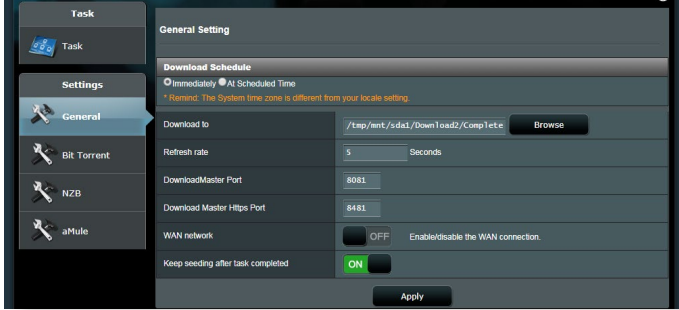 Task
Task
Settings
General
Bit Torrent
NZB
aMule
General Setting
Download Schedule
Immediately At Scheduled Time
* Remind: The System time zone is different from your locale setting.
Download to /tmp/mnt/sda1/Download2/Complete Browse
Refresh rate 5 Seconds
DownloadMaster Port 8081
Download Master Https Port 8481
WAN network OFF Enable/disable the WAN connection.
Keep seeding after task completed ON
Apply